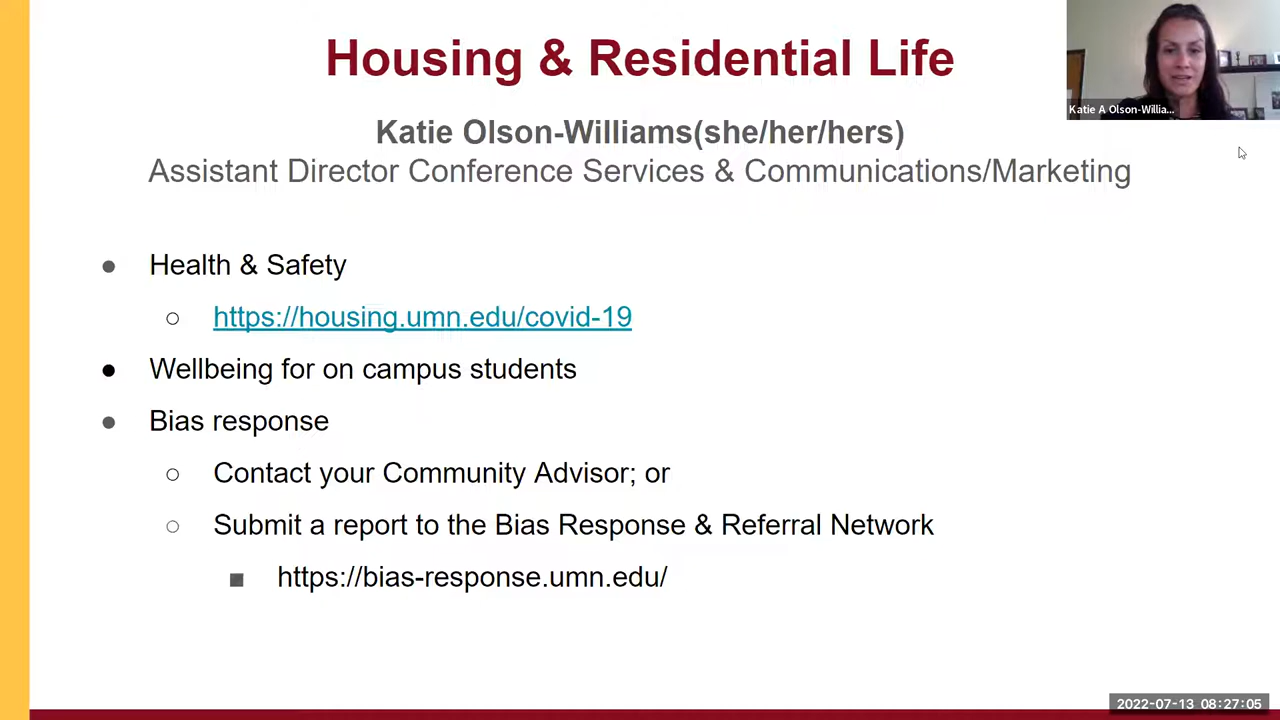 Housing & Residential Life
Katie A Olson-Willia...
Katie Olson-Williams(she/her/hers)
Assistant Director Conference Services & Communications/Marketing
● Health & Safety
○ https://housing.umn.edu/covid-19
● Wellbeing for on campus students
● Bias response
○ Contact your Community Advisor; or
○ Submit a report to the Bias Response & Referral Network
■ https://bias-response.umn.edu/
2022-07-13 08:27:05